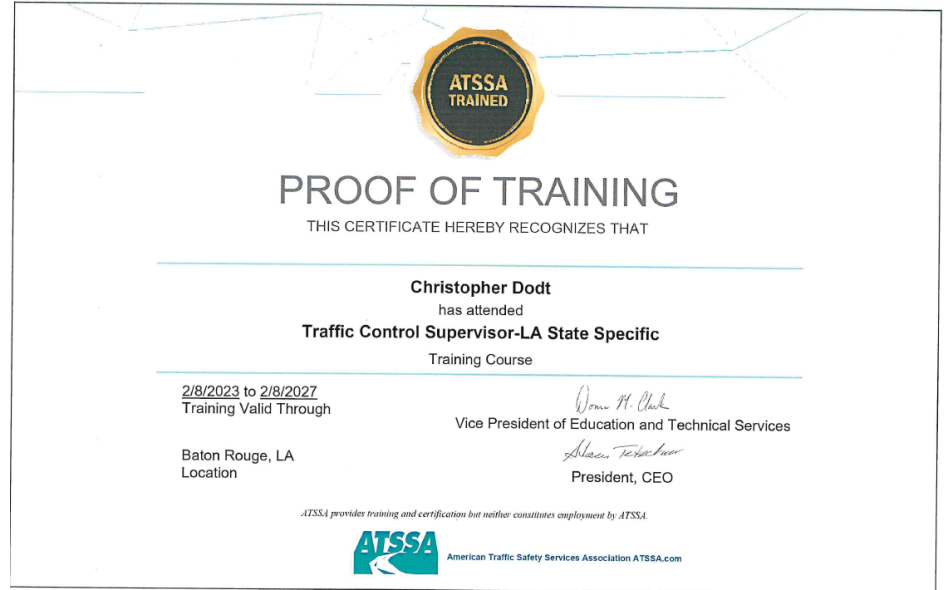 ATSSA
TRAINED
PROOF OF TRAINING
THIS CERTIFICATE HEREBY RECOGNIZES THAT
Christopher Dodt
has attended
Traffic Control Supervisor-LA State Specific
Training Course
2/8/2023 to 2/8/2027
Training Valid Through
Baton Rouge, LA
Location
Donna M. Clark
Vice President of Education and Technical Services
President, CEO
ATSSA provides training and certification but neither constitutes employment by ATSSA.
ATSSA
American Traffic Safety Services Association ATSSA.com